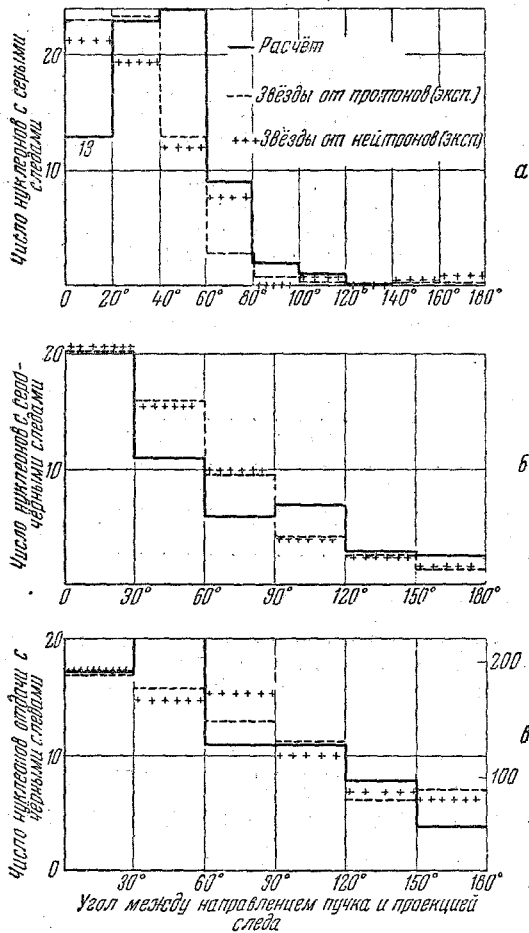 Число нуклеонов с серыми
следами
20
10
13
Расчёт
Звёзды от протонов (эксп.)
+++ Звёзды от нейтронов (эксп)
а
0 20° 40° 60° 80° 100° 120° 140° 160° 180°
Число нуклеонов с серо-
чёрными следами
20
10
б
0 30° 60° 90° 120° 150° 180°
Число нуклеонов отдачи с
чёрными следами
20
10
0
200
100
в
30° 60° 90° 120° 150° 180°
Угол между направлением пучка и проекцией
следа